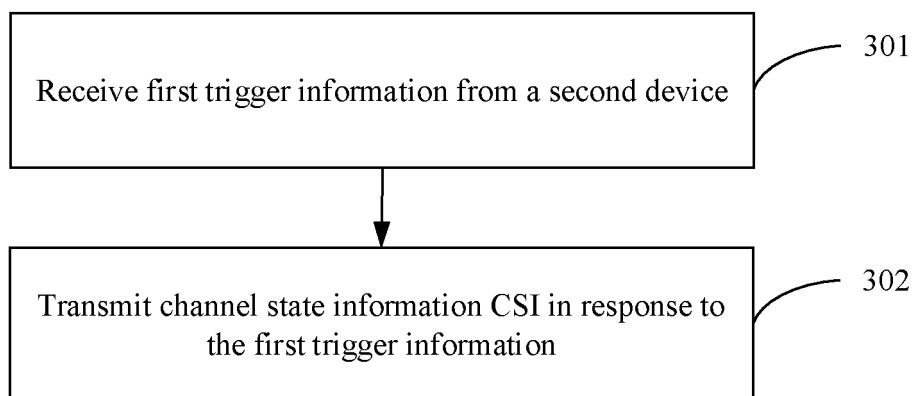 Receive first trigger information from a second device
301
Transmit channel state information CSI in response to
the first trigger information
302